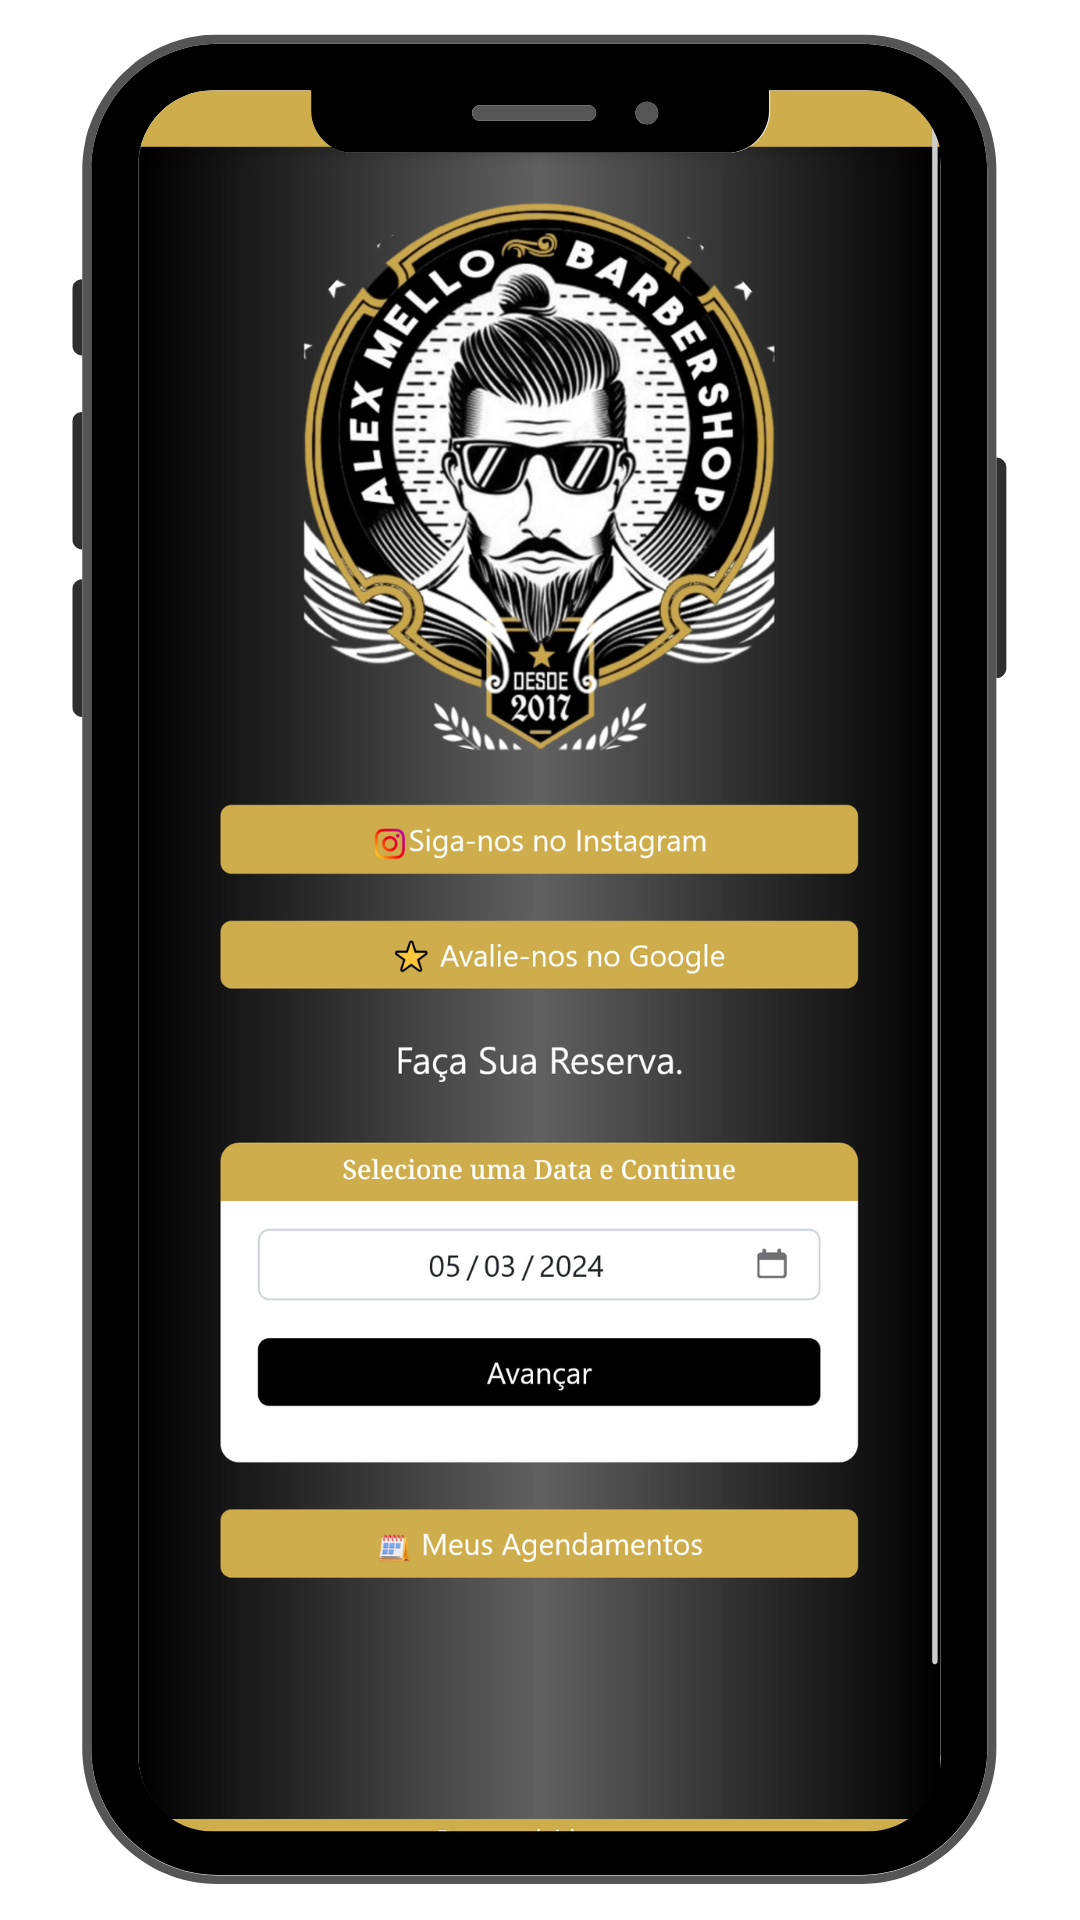 ALEX MELLO BARBERSHOP
DESDE
2017
Siga-nos no Instagram
Avalie-nos no Google
Faça Sua Reserva.
Selecione uma Data e Continue
05/03/2024
Avançar
Meus Agendamentos